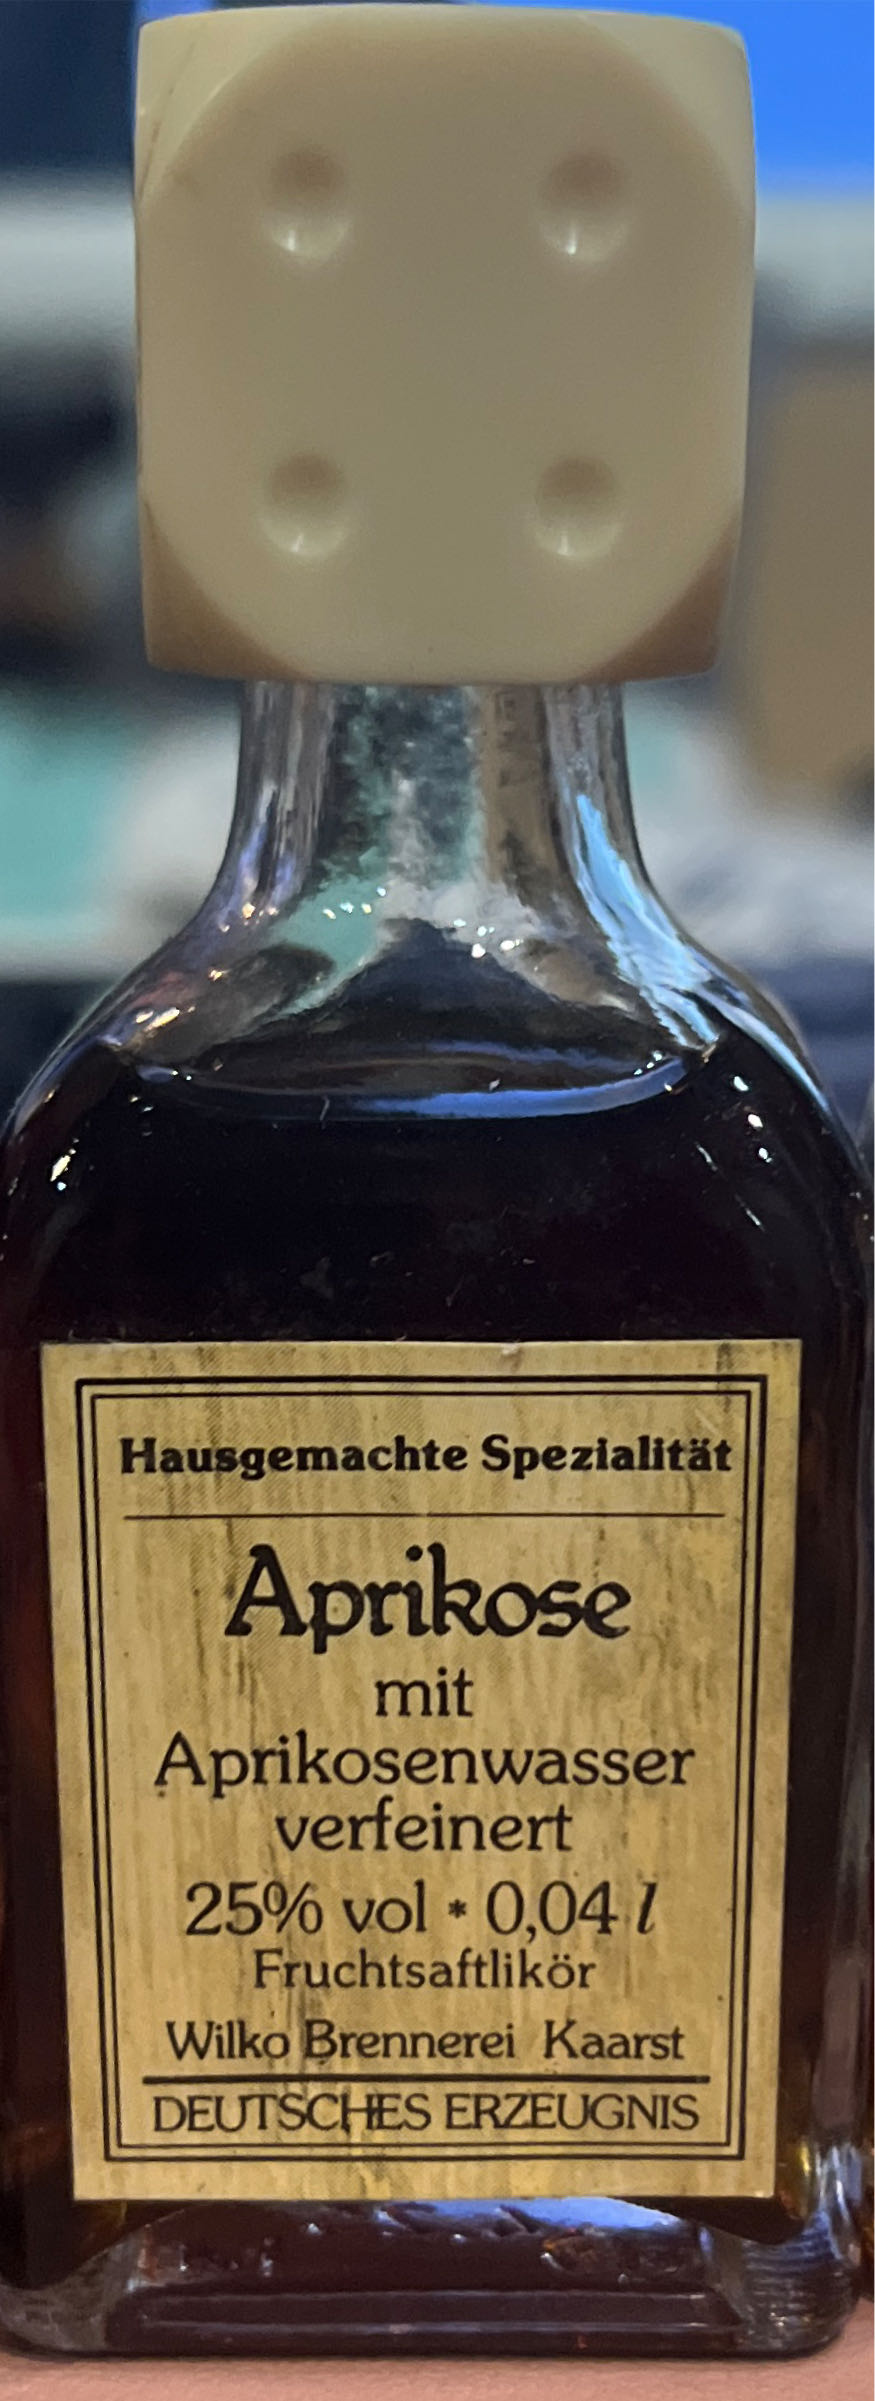 Hausgemachte Spezialität
Aprikose
mit
Aprikosenwasser
verfeinert
25% vol * 0,04 l
Fruchtsaftlikör
Wilko Brennerei Kaarst
DEUTSCHES ERZEUGNIS